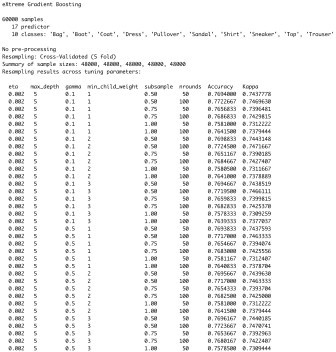 eXtreme Gradient Boosting
60000 samples
17 predictor
10 classes: 'Bag', 'Boot', 'Coat', 'Dress', 'Pullover', 'Sandal', 'Shirt', 'Sneaker', 'Top', 'Trouser'
No pre-processing
Resampling: Cross-Validated (5 fold)
Summary of sample sizes: 48000, 48000, 48000, 48000, 48000
Resampling results across tuning parameters:
eta max_depth gamma min_child_weight subsample nrounds Accuracy Kappa
0.002 5 0.1 1 0.50 50 0.7694000 0.7437778
0.002 5 0.1 1 0.50 100 0.7722667 0.7469630
0.002 5 0.1 1 0.75 50 0.7656833 0.7396481
0.002 5 0.1 1 0.75 100 0.7686833 0.7429815
0.002 5 0.1 1 1.00 50 0.7581000 0.7312222
0.002 5 0.1 1 1.00 100 0.7641500 0.7379444
0.002 5 0.1 2 0.50 50 0.7698833 0.7443148
0.002 5 0.1 2 0.50 100 0.7724500 0.7471667
0.002 5 0.1 2 0.75 50 0.7651167 0.7390185
0.002 5 0.1 2 0.75 100 0.7684667 0.7427407
0.002 5 0.1 2 1.00 50 0.7580500 0.7311667
0.002 5 0.1 2 1.00 100 0.7641000 0.7378889
0.002 5 0.1 3 0.50 50 0.7694667 0.7438519
0.002 5 0.1 3 0.50 100 0.7719500 0.7466111
0.002 5 0.1 3 0.75 50 0.7659833 0.7399815
0.002 5 0.1 3 0.75 100 0.7682833 0.7425370
0.002 5 0.1 3 1.00 50 0.7578333 0.7309259
0.002 5 0.1 3 1.00 100 0.7639333 0.7377037
0.002 5 0.5 1 0.50 50 0.7693833 0.7437593
0.002 5 0.5 1 0.50 100 0.7717000 0.7463333
0.002 5 0.5 1 0.75 50 0.7654667 0.7394074
0.002 5 0.5 1 0.75 100 0.7683000 0.7425556
0.002 5 0.5 1 1.00 50 0.7581167 0.7312407
0.002 5 0.5 1 1.00 100 0.7640833 0.7378704
0.002 5 0.5 2 0.50 50 0.7695667 0.7439630
0.002 5 0.5 2 0.50 100 0.7717000 0.7463333
0.002 5 0.5 2 0.75 50 0.7654333 0.7393704
0.002 5 0.5 2 0.75 100 0.7682500 0.7425000
0.002 5 0.5 2 1.00 50 0.7581000 0.7312222
0.002 5 0.5 2 1.00 100 0.7641500 0.7379444
0.002 5 0.5 3 0.50 50 0.7696167 0.7440185
0.002 5 0.5 3 0.50 100 0.7723667 0.7470741
0.002 5 0.5 3 0.75 50 0.7653667 0.7392963
0.002 5 0.5 3 0.75 100 0.7680167 0.7422407
0.002 5 0.5 3 1.00 50 0.7578500 0.7309444